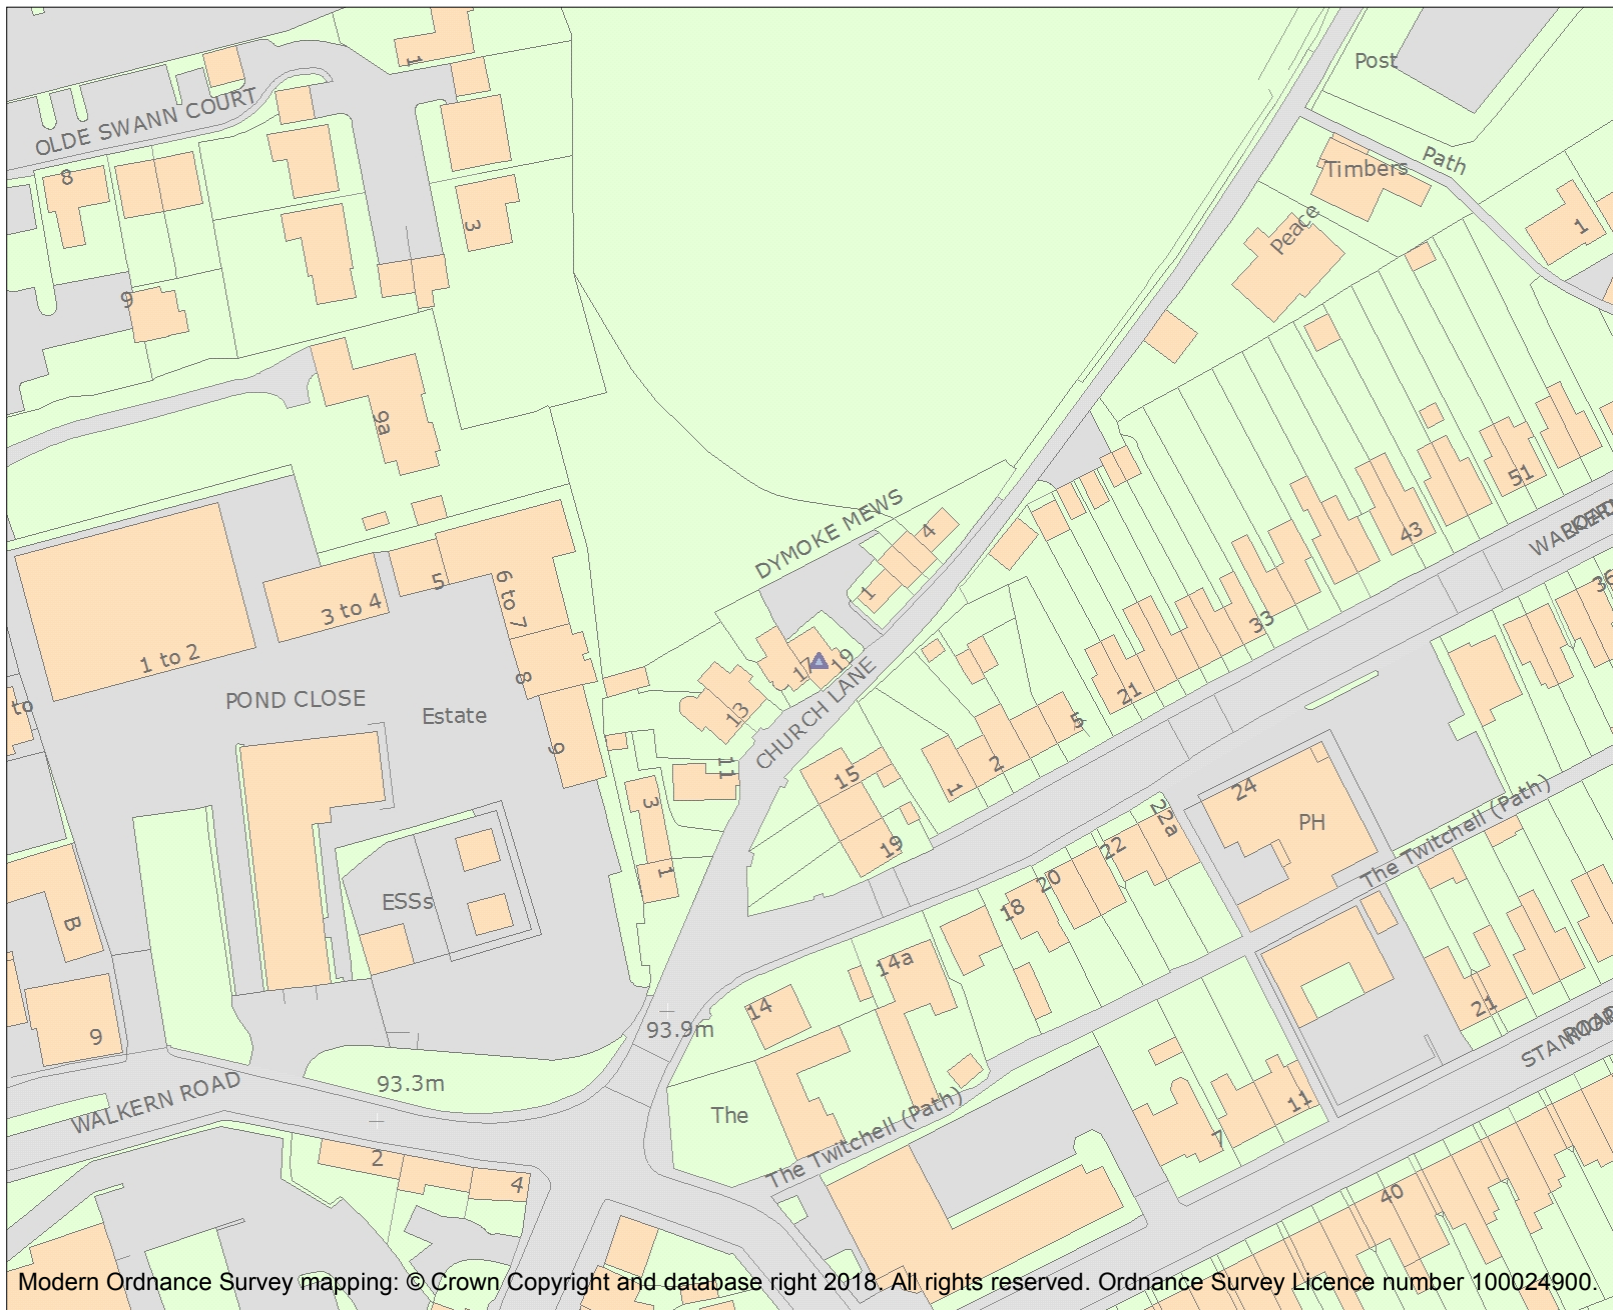 Post
1
OLDE SWANN COURT
Path
Timbers
8
3
Peace
1
9
9a
51
DYMOKE MEWS
4
43
5
6 to 7
1
3 to 4
33
36
1 to 2
17
19
8
21
to
POND CLOSE
Estate
13
CHURCH LANE
5
9
11
2
15
1
24
3
22a
PH
The Twitchell (Path)
19
22
1
20
ESSs
18
B
14a
14
21
9
93.9m
93.3m
WALKERN ROAD
The
11
The Twitchell (Path)
7
2
4
40
Modern Ordnance Survey mapping: © Crown Copyright and database right 2018. All rights reserved. Ordnance Survey Licence number 100024900.